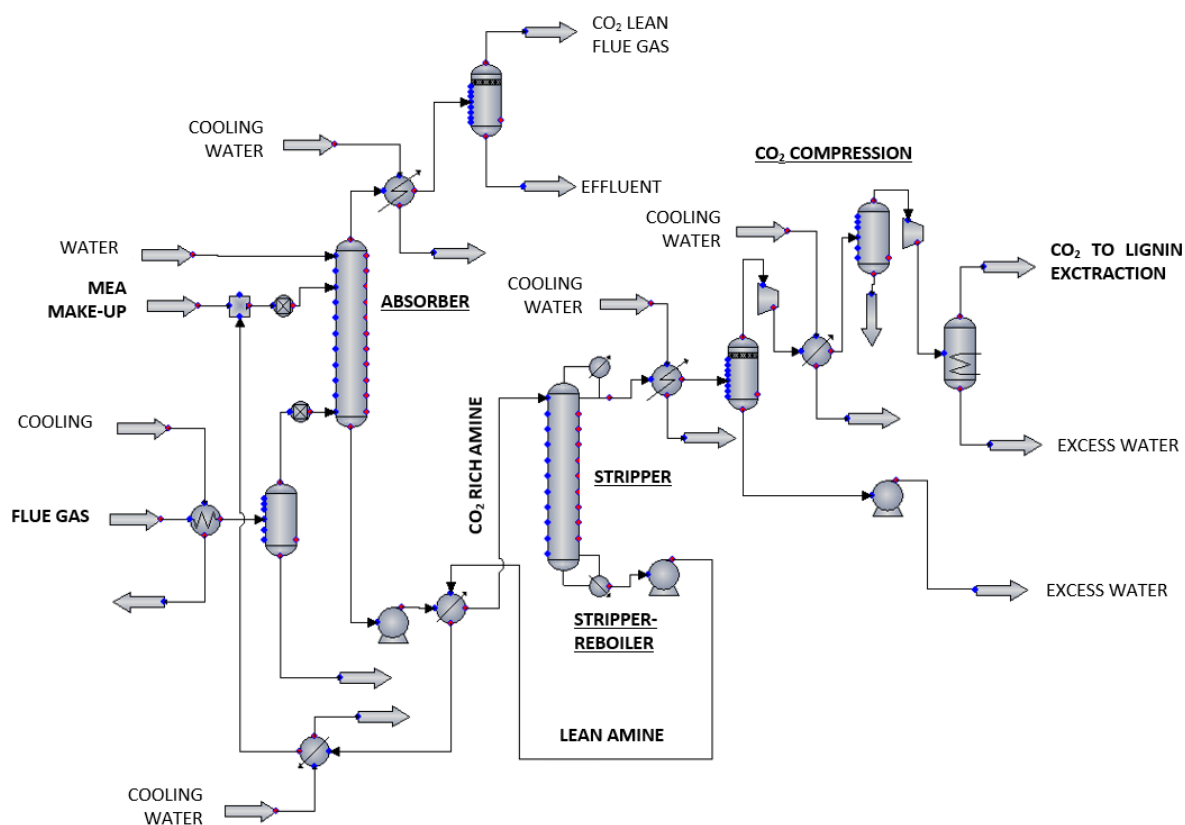 CO₂ LEAN
FLUE GAS
COOLING
WATER
EFFLUENT
CO₂ COMPRESSION
COOLING
WATER
WATER
MEA
MAKE-UP
ABSORBER
COOLING
WATER
CO₂ TO LIGNIN
EXCTRACTION
COOLING
FLUE GAS
CO₂ RICH AMINE
STRIPPER
EXCESS WATER
EXCESS WATER
STRIPPER-
REBOILER
LEAN AMINE
COOLING
WATER